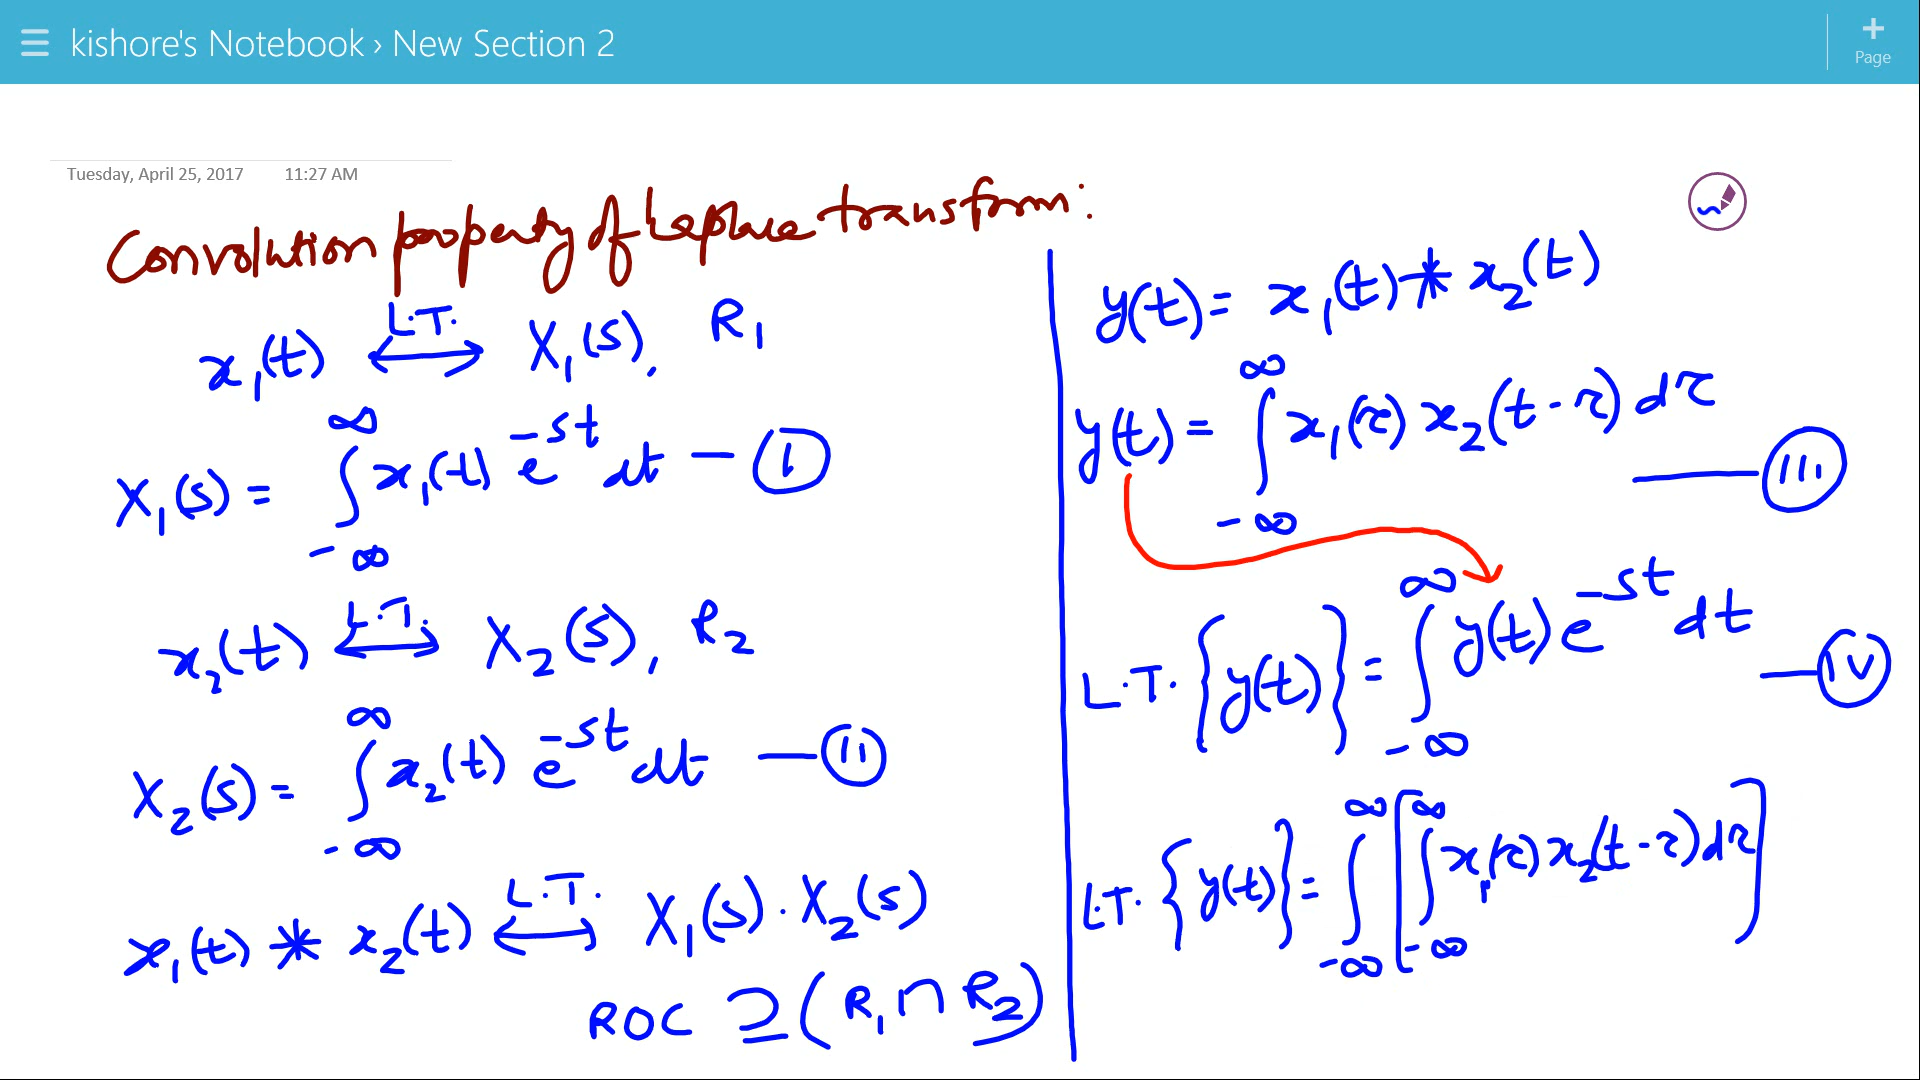 kishore's Notebook › New Section 2
Page
Tuesday, April 25, 2017 11:27 AM
Convolution property of Laplace transform:
x₁(t) L.T. ⟷ X₁(s), R₁
X₁(s) = ∫_{-∞}^{∞} x₁(t) e^{-st} dt — (I)
x₂(t) L.T. ⟷ X₂(s), R₂
X₂(s) = ∫_{-∞}^{∞} x₂(t) e^{-st} dt — (II)
x₁(t) * x₂(t) L.T. ⟷ X₁(s) · X₂(s)
ROC ⊇ (R₁ ∩ R₂)
y(t) = x₁(t) * x₂(t)
y(t) = ∫_{-∞}^{∞} x₁(τ) x₂(t-τ) dτ — (III)
L.T. {y(t)} = ∫_{-∞}^{∞} y(t) e^{-st} dt — (IV)
L.T. {y(t)} = ∫_{-∞}^{∞} [∫_{-∞}^{∞} x₁(τ) x₂(t-τ) dτ]